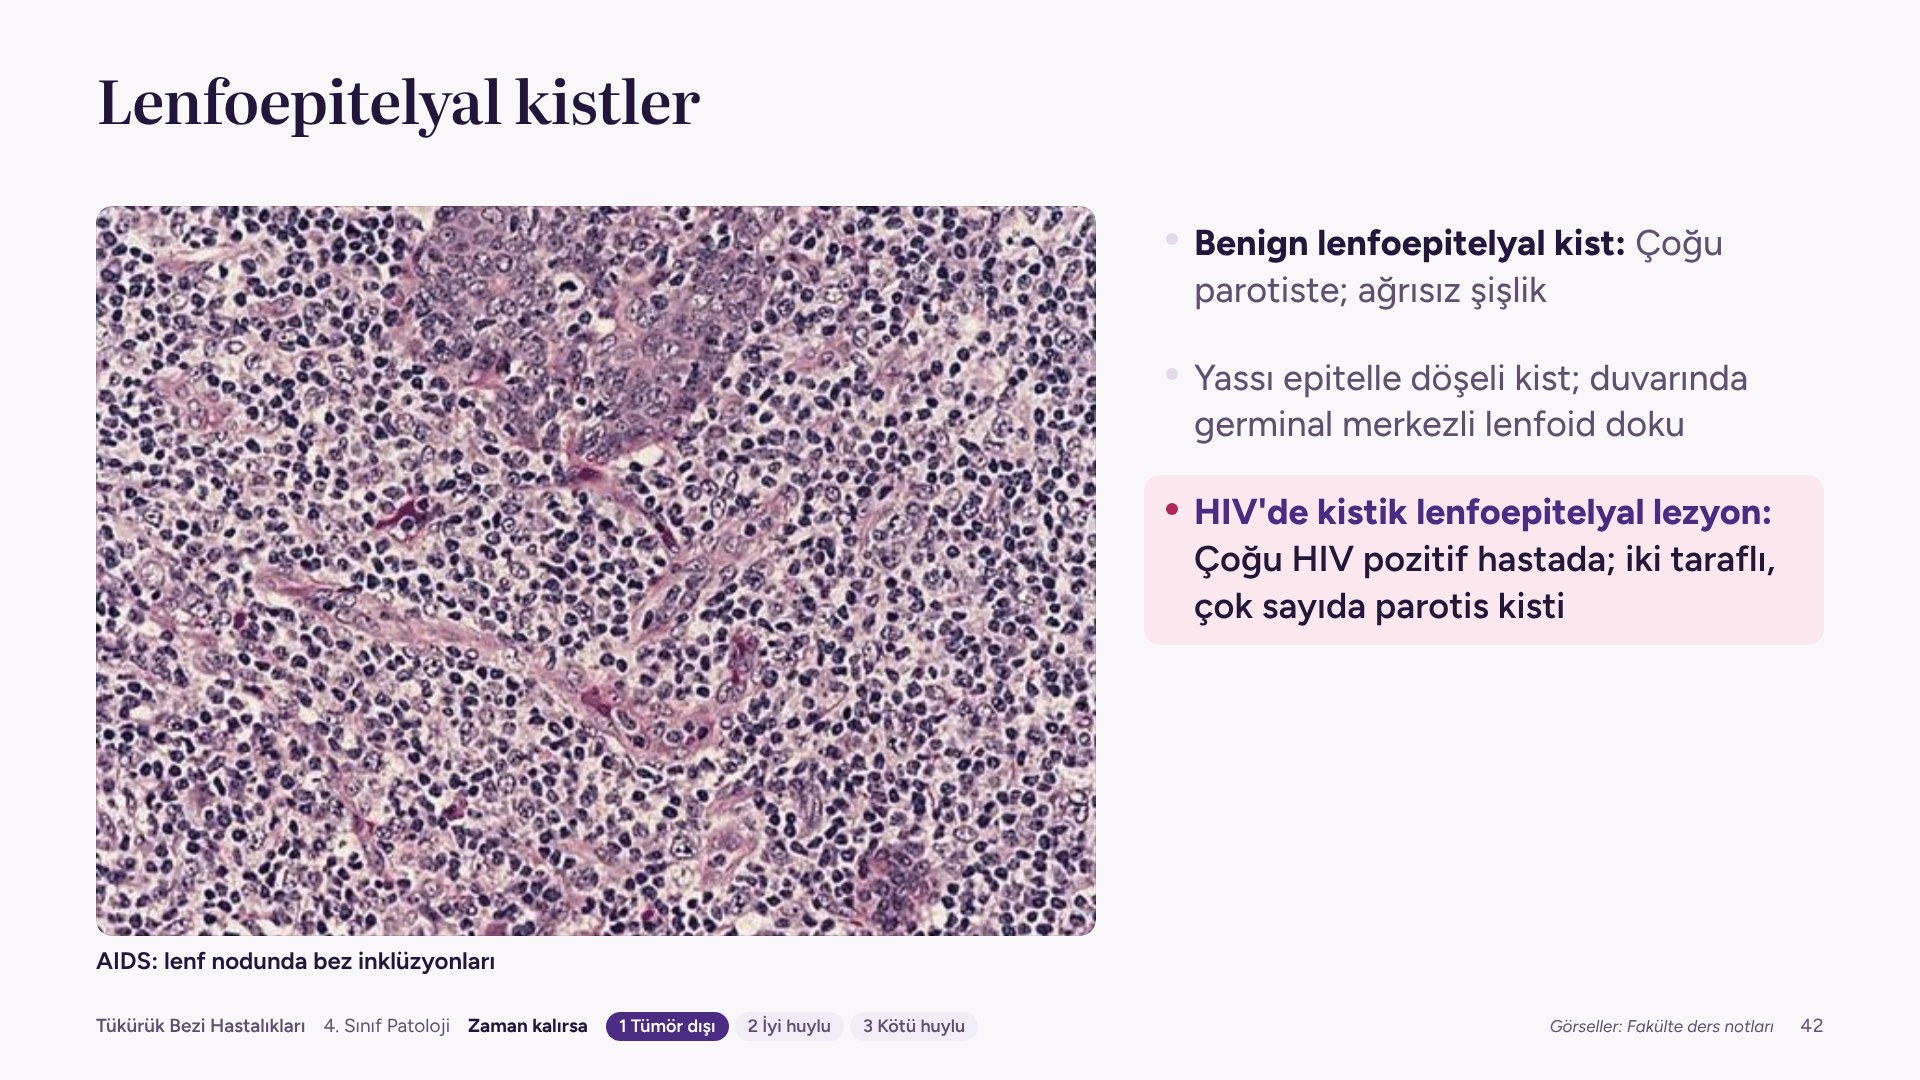 Lenfoepitelyal kistler
Benign lenfoepitelyal kist: Çoğu
parotiste; ağrısız şişlik
Yassı epitelle döşeli kist; duvarında
germinal merkezli lenfoid doku
HIV'de kistik lenfoepitelyal lezyon:
Çoğu HIV pozitif hastada; iki taraflı,
çok sayıda parotis kisti
AIDS: lenf nodunda bez inklüzyonları
Tükürük Bezi Hastalıkları 4. Sınıf Patoloji Zaman kalırsa 1 Tümör dışı 2 İyi huylu 3 Kötü huylu
Görseller: Fakülte ders notları 42